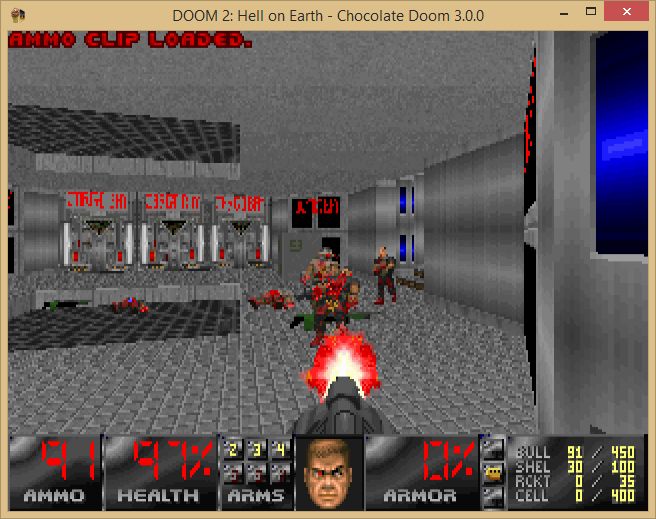 DOOM 2: Hell on Earth - Chocolate Doom 3.0.0
AMMO CLIP LOADED.
91 97% 2 3 4 0% BULL 91 / 450
5 6 7 SHEL 30 / 100
RCKT 0 / 35
AMMO HEALTH ARMS ARMOR CELL 0 / 400